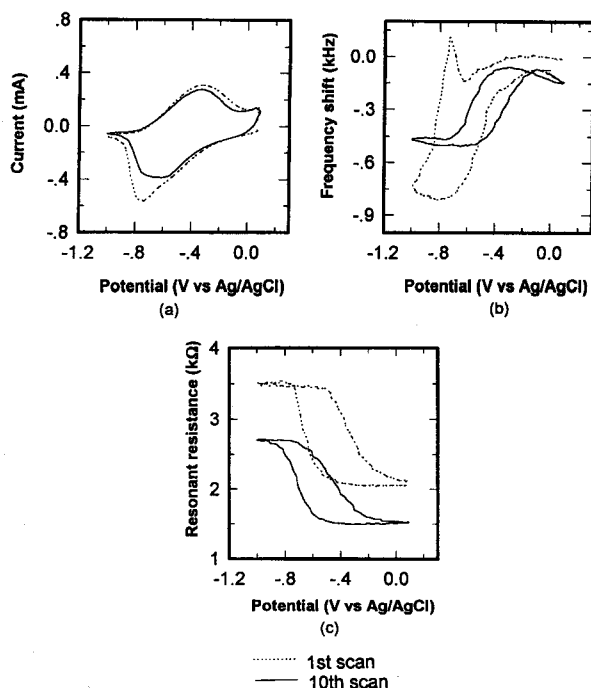 Current (mA)
.8
.4
0.0
-.4
-.8
-1.2 -.8 -.4 0.0
Potential (V vs Ag/AgCl)
(a)
Frequency shift (kHz)
0.0
-.3
-.6
-.9
-1.2 -.8 -.4 0.0
Potential (V vs Ag/AgCl)
(b)
Resonant resistance (kΩ)
4
3
2
1
-1.2 -.8 -.4 0.0
Potential (V vs Ag/AgCl)
(c)
1st scan
10th scan